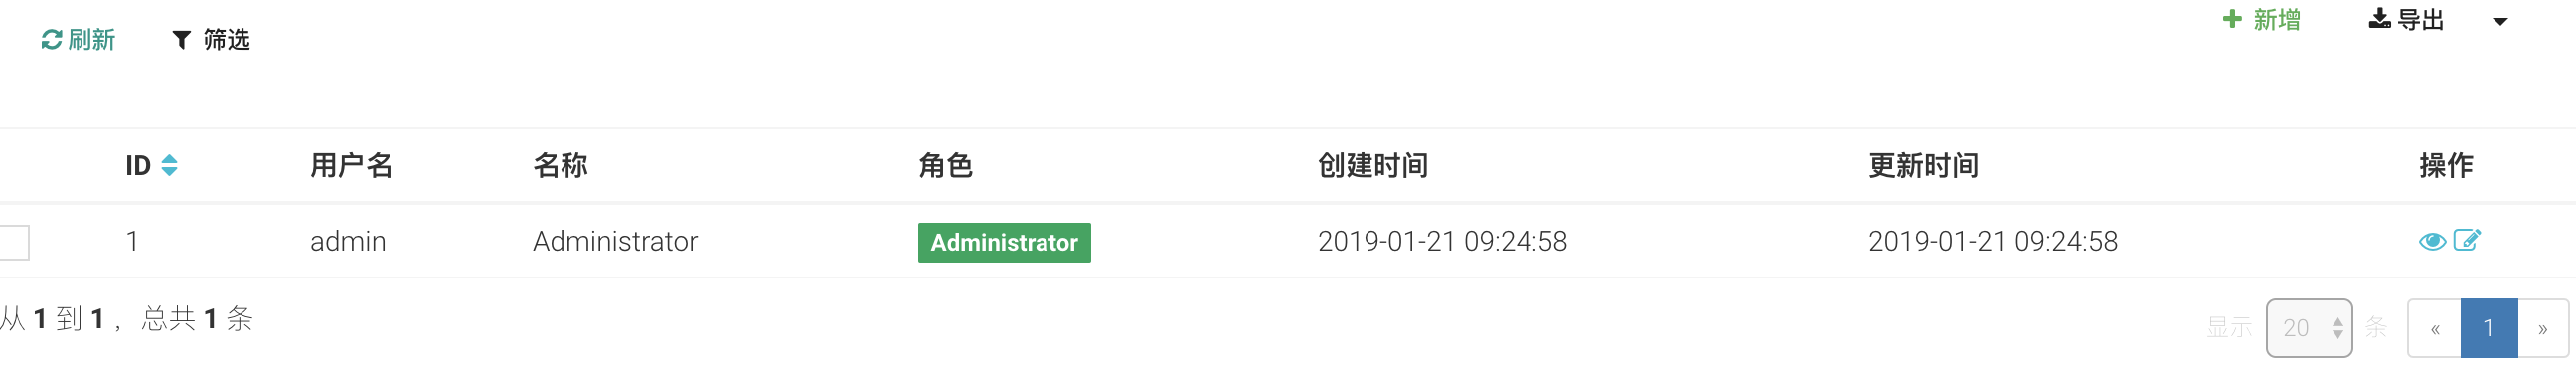 刷新 筛选 新增 导出
ID 用户名 名称 角色 创建时间 更新时间 操作
1 admin Administrator Administrator 2019-01-21 09:24:58 2019-01-21 09:24:58
从 1 到 1 ，总共 1 条 显示 20 条 « 1 »